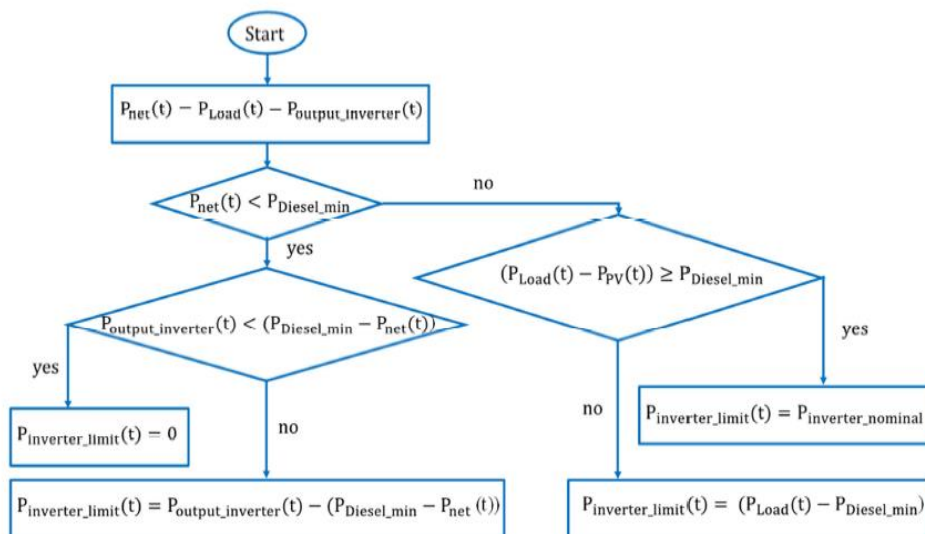 Start
P_net(t) − P_Load(t) − P_output_inverter(t)
P_net(t) < P_Diesel_min
no
yes
(P_Load(t) − P_PV(t)) ≥ P_Diesel_min
P_output_inverter(t) < (P_Diesel_min − P_net(t))
yes
yes
no
no
P_inverter_limit(t) − 0
P_inverter_limit(t) = P_inverter_nominal
P_inverter_limit(t) = P_output_inverter(t) − (P_Diesel_min − P_net (t))
P_inverter_limit(t) = (P_Load(t) − P_Diesel_min)